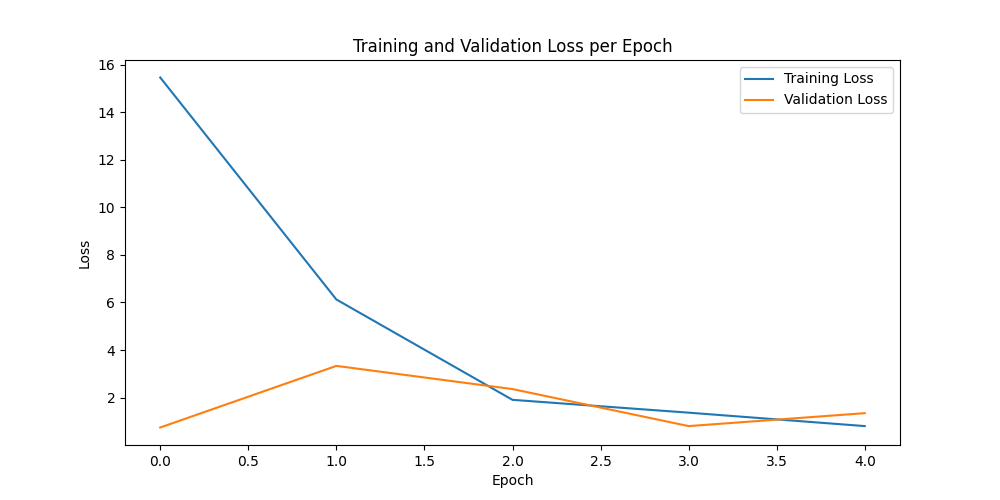 Training and Validation Loss per Epoch
Training Loss
Validation Loss
16
14
12
10
8
6
4
2
Loss
0.0 0.5 1.0 1.5 2.0 2.5 3.0 3.5 4.0
Epoch